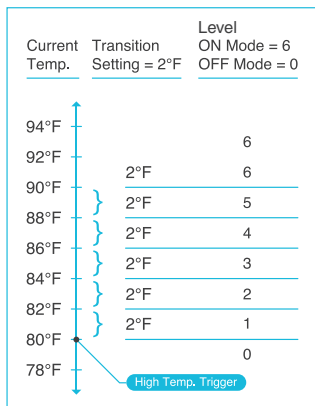 Level
Current Transition ON Mode = 6
Temp. Setting = 2°F OFF Mode = 0
94°F
6
92°F
2°F 6
90°F
2°F 5
88°F
2°F 4
86°F
2°F 3
84°F
2°F 2
82°F
2°F 1
80°F
0
78°F
High Temp. Trigger